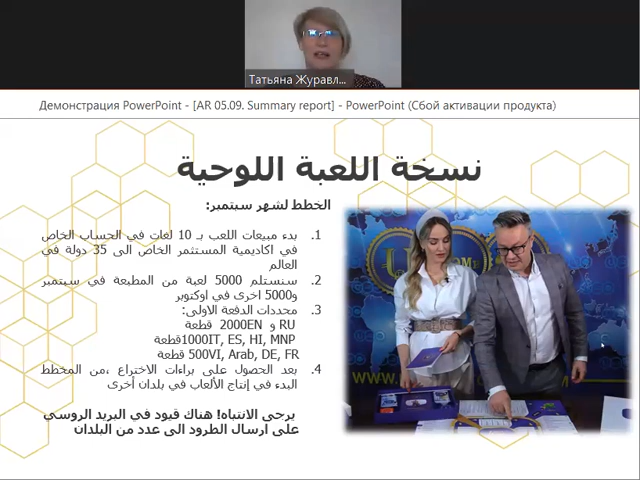 Татьяна Журавл...
Демонстрация PowerPoint - [AR 05.09. Summary report] - PowerPoint (Сбой активации продукта)
نسخة اللعبة اللوحية
الخطط لشهر سبتمبر:
1. بدء مبيعات اللعب بـ 10 لغات في الحساب الخاص
في اكاديمية المستثمر الخاص الى 35 دولة في
العالم
2. سنستلم 5000 لعبة من المطبعة في سبتمبر
و5000 اخرى في اوكتوبر
3. محددات الدفعة الاولى:
RU و 2000EN قطعة
1000IT, ES, HI, MNPقطعة
500VI, Arab, DE, FR قطعة
4. بعد الحصول على براءات الاختراع ،من المخطط
البدء في إنتاج الألعاب في بلدان أخرى
يرجى الانتباه! هناك قيود في البريد الروسي
على ارسال الطرود الى عدد من البلدان